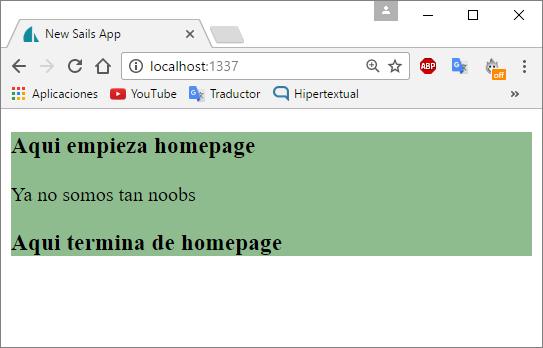 New Sails App
localhost:1337
ABP
off
Aplicaciones YouTube Traductor Hipertextual »
Aqui empieza homepage
Ya no somos tan noobs
Aqui termina de homepage